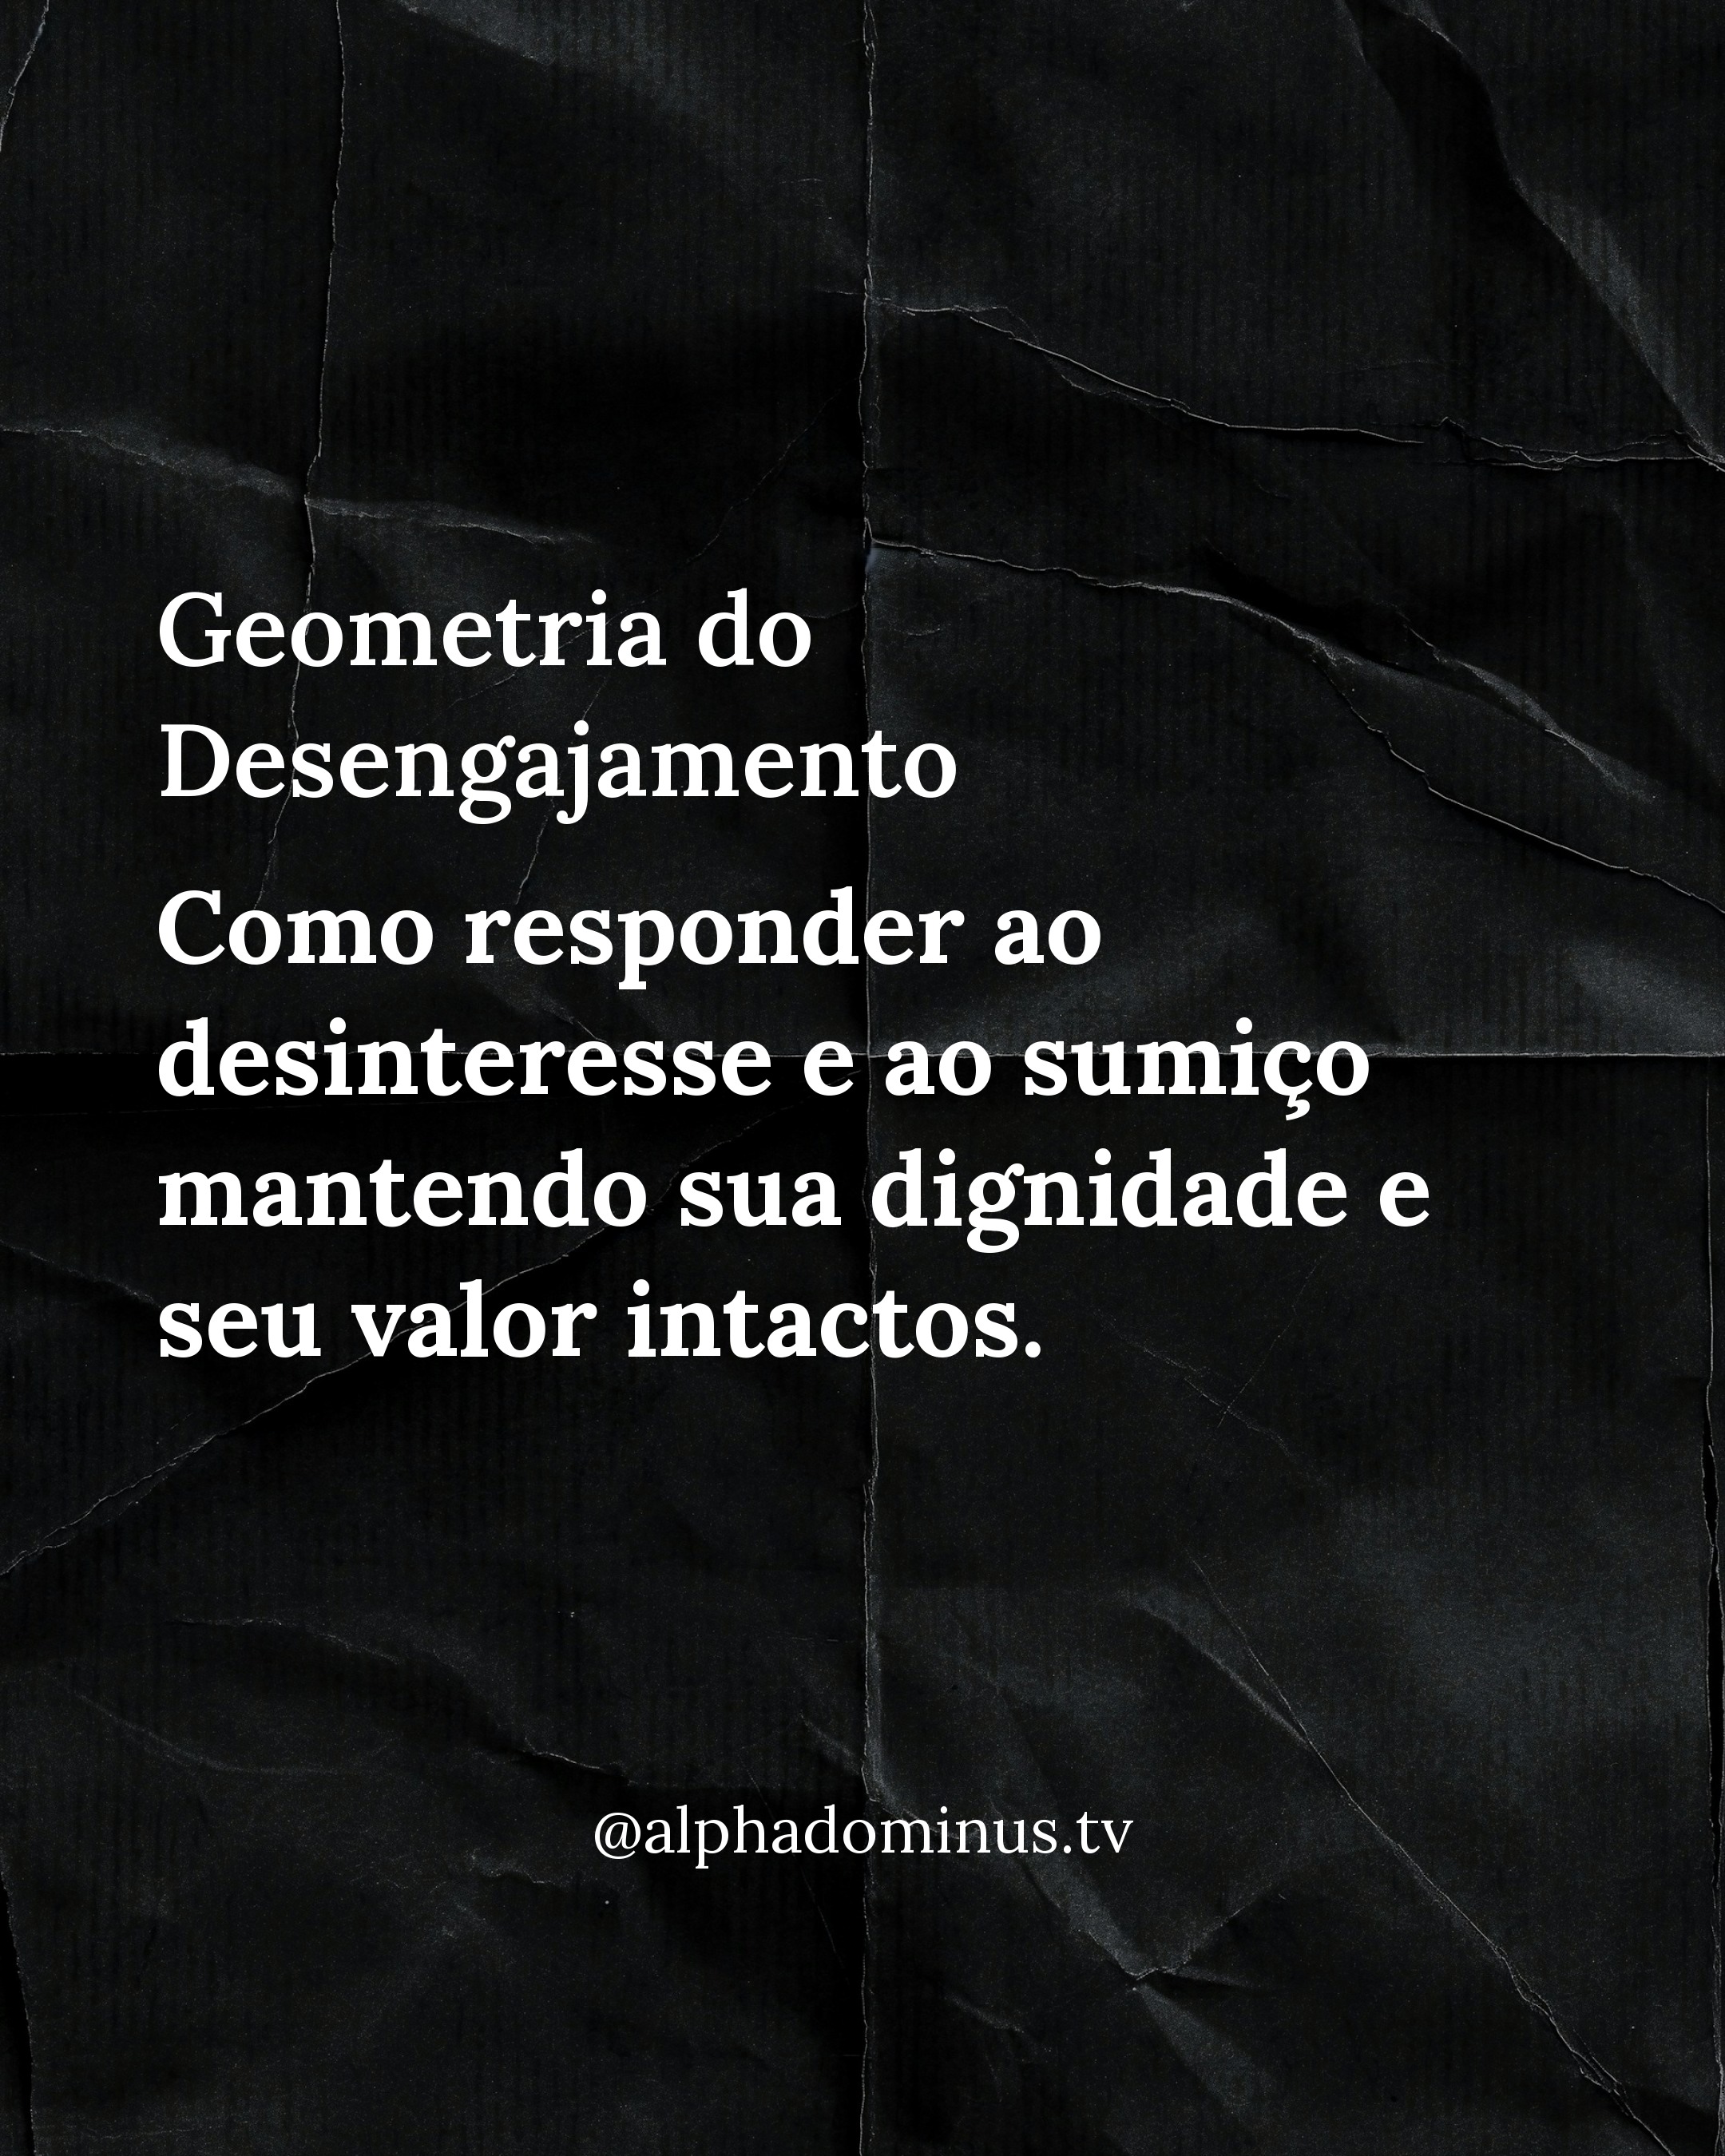 Geometria do
Desengajamento
Como responder ao
desinteresse e ao sumiço
mantendo sua dignidade e
seu valor intactos.
@alphadominus.tv